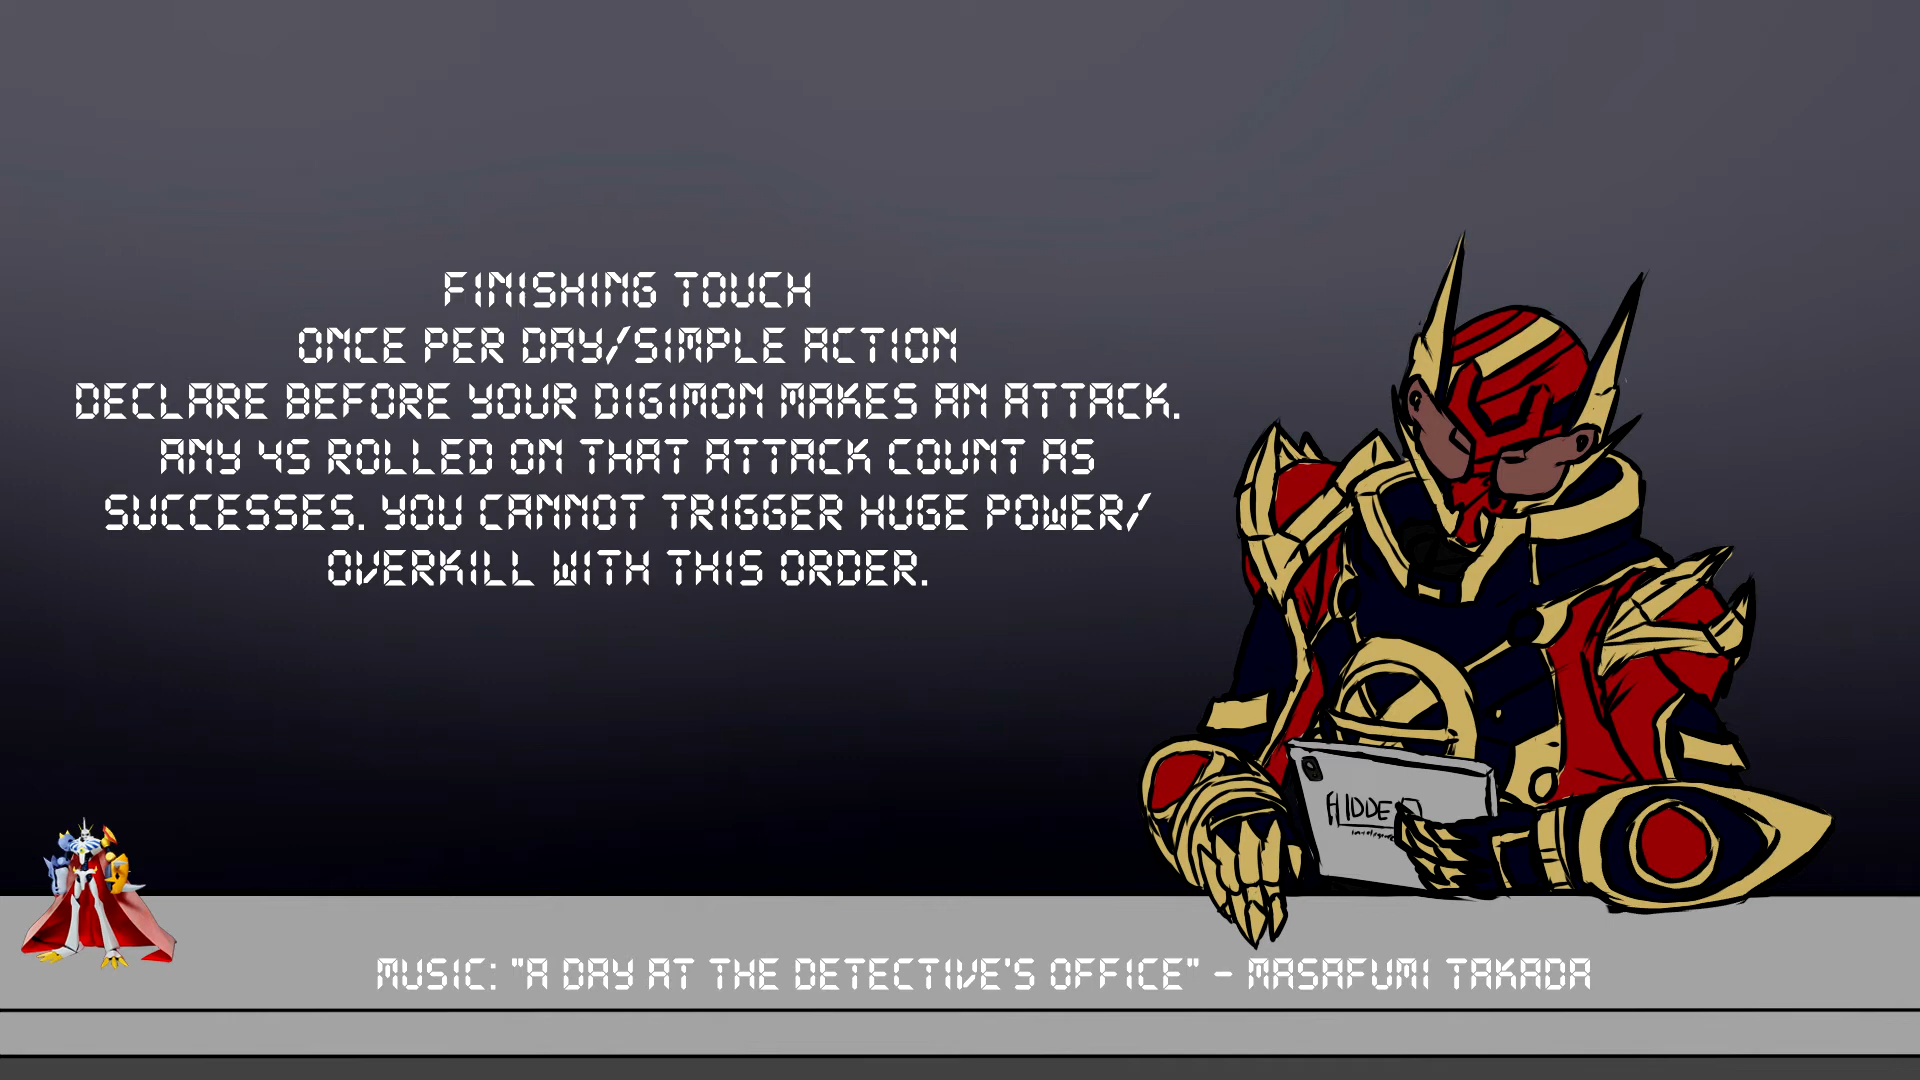 FINISHING TOUCH
ONCE PER DAY/SIMPLE ACTION
DECLARE BEFORE YOUR DIGIMON MAKES AN ATTACK.
ANY 4S ROLLED ON THAT ATTACK COUNT AS
SUCCESSES. YOU CANNOT TRIGGER HUGE POWER/
OVERKILL WITH THIS ORDER.
HIDDE
MUSIC: "A DAY AT THE DETECTIVE'S OFFICE" - MASAFUMI TAKADA